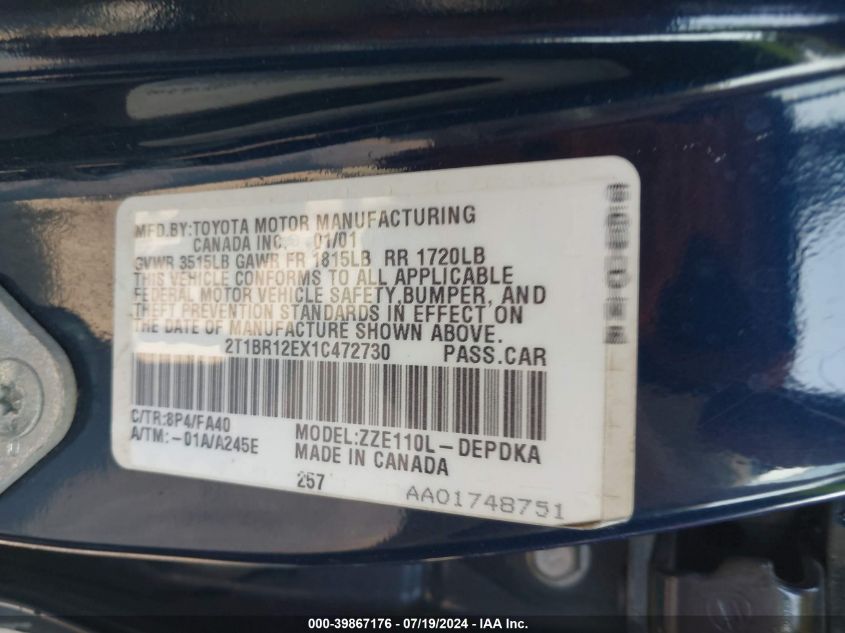 MFD.BY:TOYOTA MOTOR MANUFACTURING
CANADA INC. 01/01
GVWR 3515LB GAWR FR 1815LB RR 1720LB
THIS VEHICLE CONFORMS TO ALL APPLICABLE
FEDERAL MOTOR VEHICLE SAFETY,BUMPER, AND
THEFT PREVENTION STANDARDS IN EFFECT ON
THE DATE OF MANUFACTURE SHOWN ABOVE.
2T1BR12EX1C472730 PASS.CAR
C/TR:8P4/FA40
A/TM:-01A/A245E
MODEL:ZZE110L-DEPDKA
MADE IN CANADA
257
AA01748751
000-39867176 - 07/19/2024 - IAA Inc.